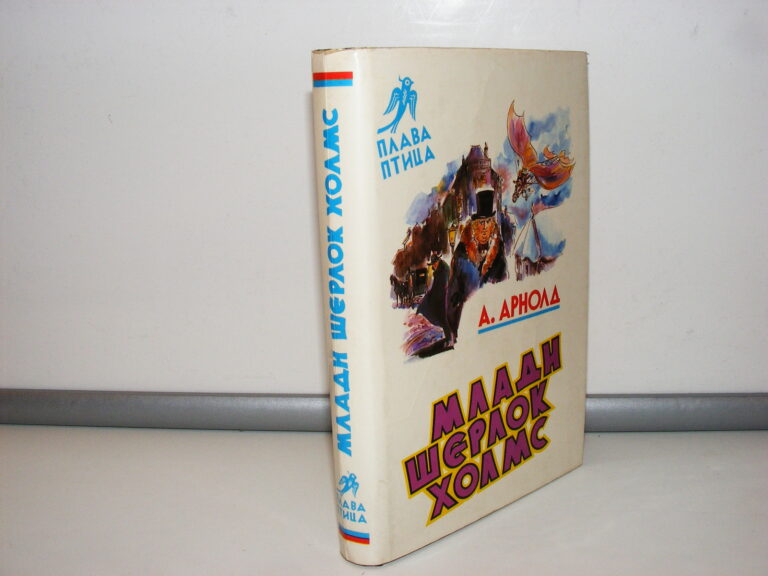 МЛАДИ ШЕРЛОК ХОЛМС
ПЛАВА
ПТИЦА
ПЛАВА
ПТИЦА
А. АРНОЛД
МЛАДИ
ШЕРЛОК
ХОЛМС